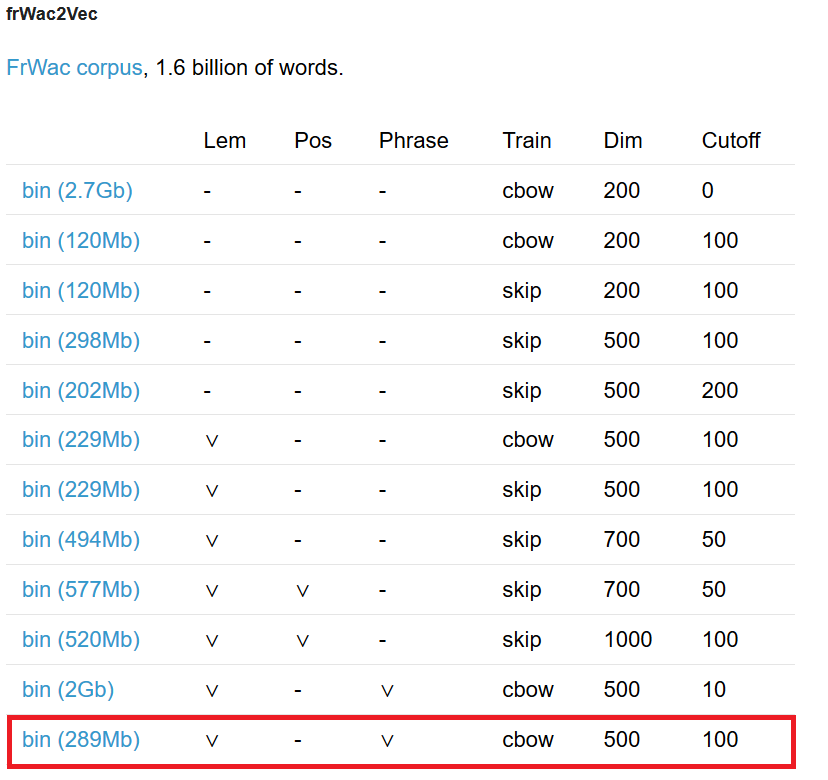 frWac2Vec
FrWac corpus, 1.6 billion of words.
Lem Pos Phrase Train Dim Cutoff
bin (2.7Gb) - - - cbow 200 0
bin (120Mb) - - - cbow 200 100
bin (120Mb) - - - skip 200 100
bin (298Mb) - - - skip 500 100
bin (202Mb) - - - skip 500 200
bin (229Mb) ∨ - - cbow 500 100
bin (229Mb) ∨ - - skip 500 100
bin (494Mb) ∨ - - skip 700 50
bin (577Mb) ∨ ∨ - skip 700 50
bin (520Mb) ∨ ∨ - skip 1000 100
bin (2Gb) ∨ - ∨ cbow 500 10
bin (289Mb) ∨ - ∨ cbow 500 100